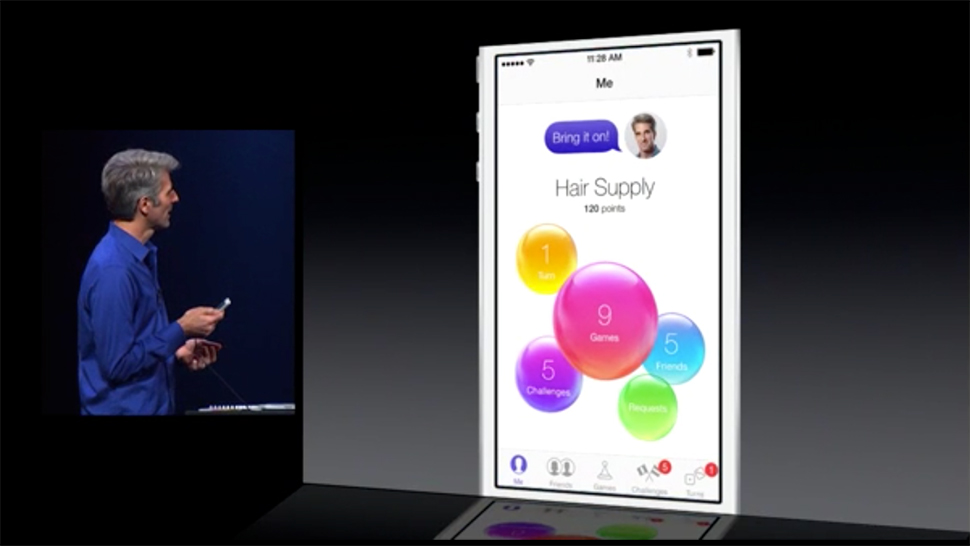 11:28 AM
Me
Bring it on!
Hair Supply
120 points
1
Turn
9
Games
5
Friends
5
Challenges
Requests
5
1
Me
Friends
Games
Challenges
Turns